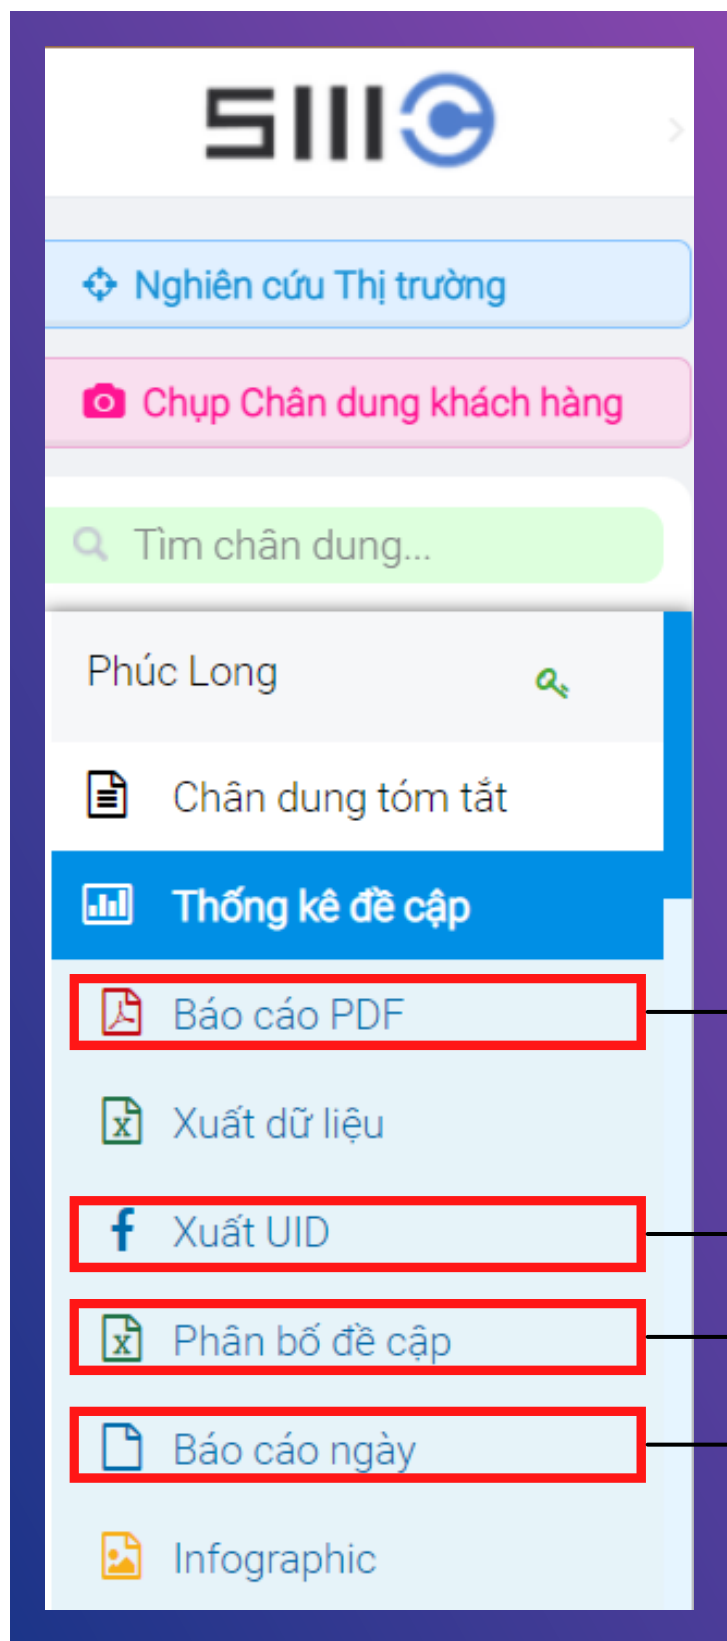 SMC
Nghiên cứu Thị trường
Chụp Chân dung khách hàng
Tìm chân dung...
Phúc Long
Chân dung tóm tắt
Thống kê đề cập
Báo cáo PDF
Xuất dữ liệu
Xuất UID
Phân bố đề cập
Báo cáo ngày
Infographic